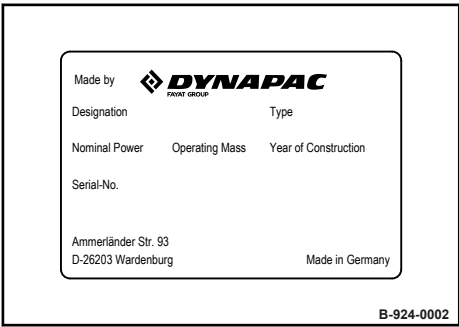 Made by DYNAPAC
FAYAT GROUP
Designation Type
Nominal Power Operating Mass Year of Construction
Serial-No.
Ammerländer Str. 93
D-26203 Wardenburg Made in Germany
B-924-0002